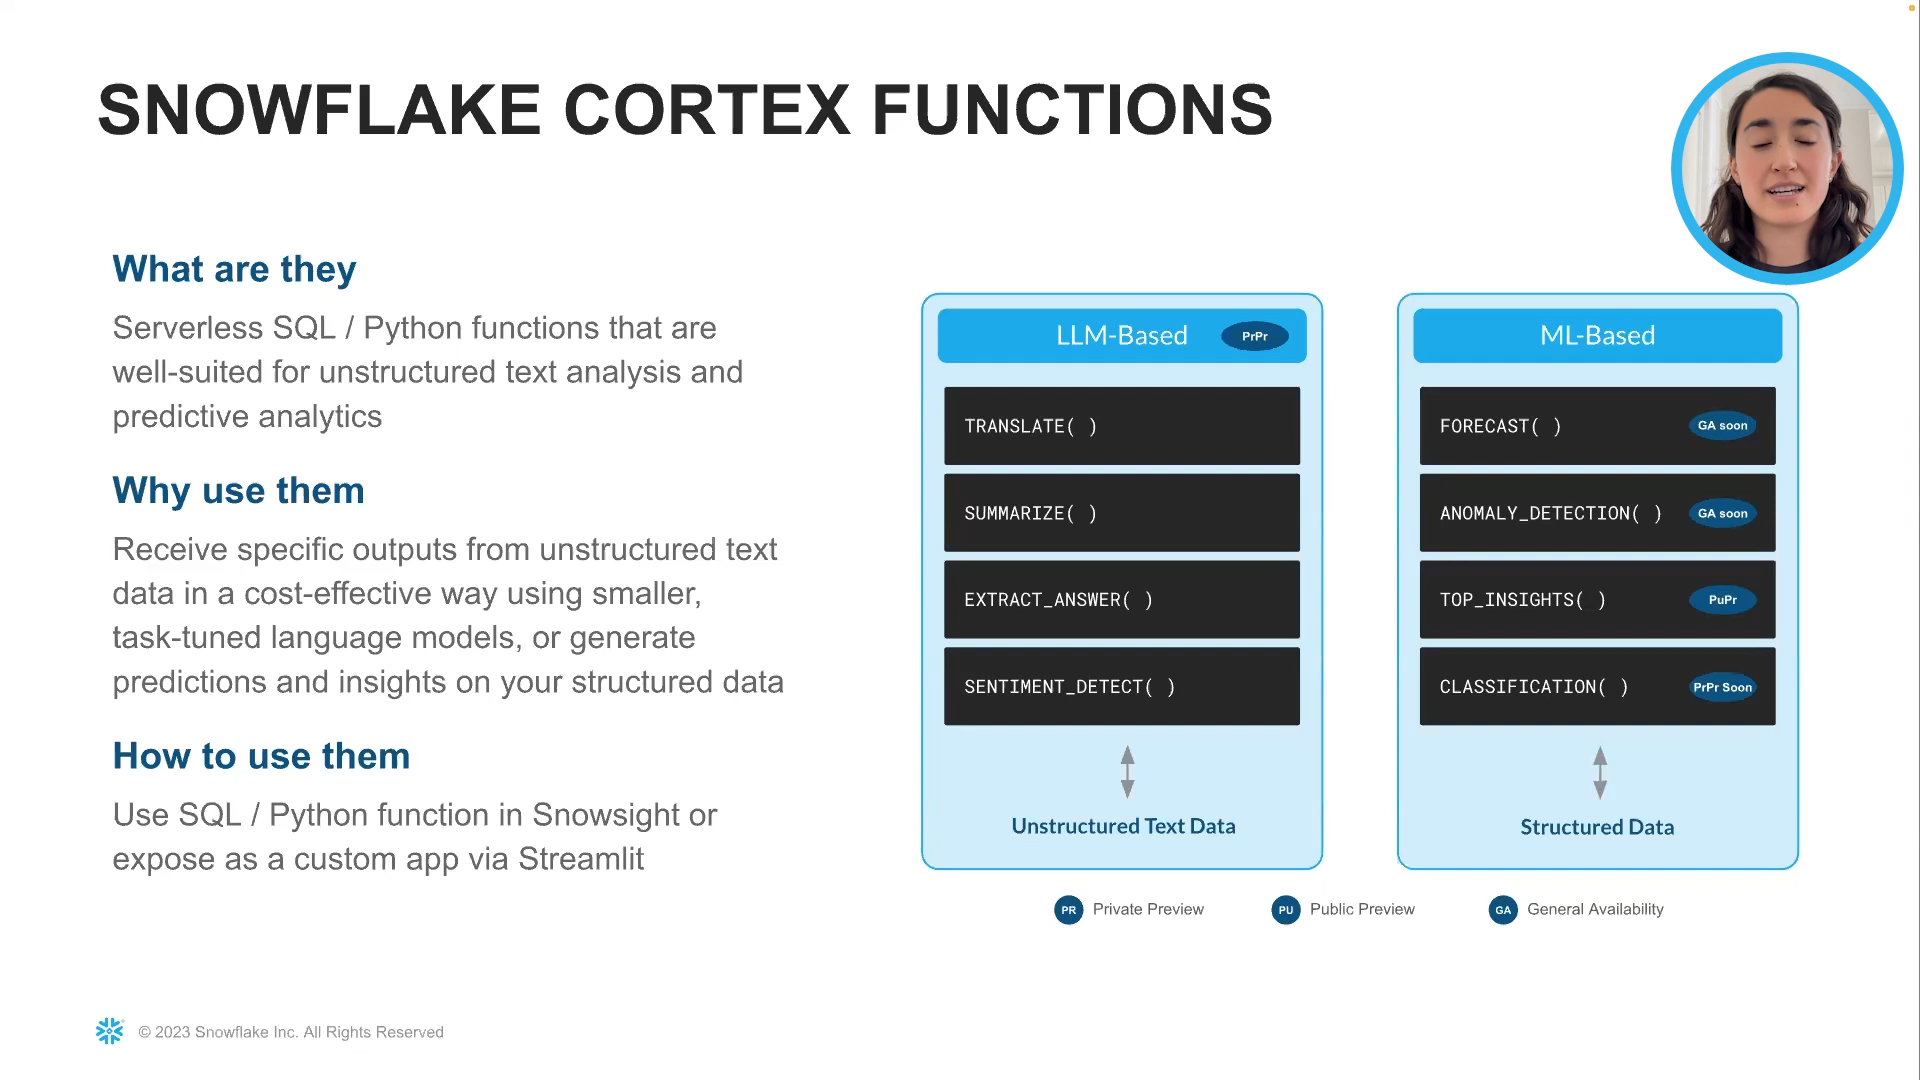 SNOWFLAKE CORTEX FUNCTIONS
What are they
Serverless SQL / Python functions that are
well-suited for unstructured text analysis and
predictive analytics
Why use them
Receive specific outputs from unstructured text
data in a cost-effective way using smaller,
task-tuned language models, or generate
predictions and insights on your structured data
How to use them
Use SQL / Python function in Snowsight or
expose as a custom app via Streamlit
LLM-Based PrPr
TRANSLATE( )
SUMMARIZE( )
EXTRACT_ANSWER( )
SENTIMENT_DETECT( )
Unstructured Text Data
ML-Based
FORECAST( ) GA soon
ANOMALY_DETECTION( ) GA soon
TOP_INSIGHTS( ) PuPr
CLASSIFICATION( ) PrPr Soon
Structured Data
PR Private Preview PU Public Preview GA General Availability
© 2023 Snowflake Inc. All Rights Reserved